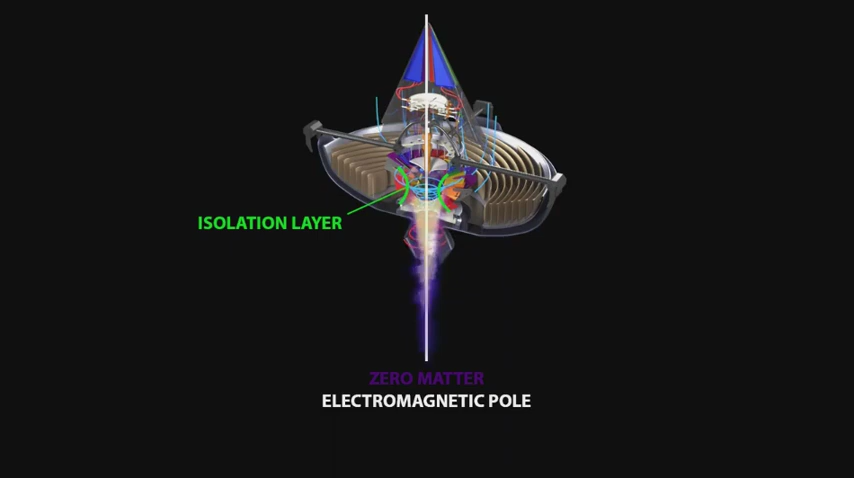 ISOLATION LAYER
ZERO MATTER
ELECTROMAGNETIC POLE